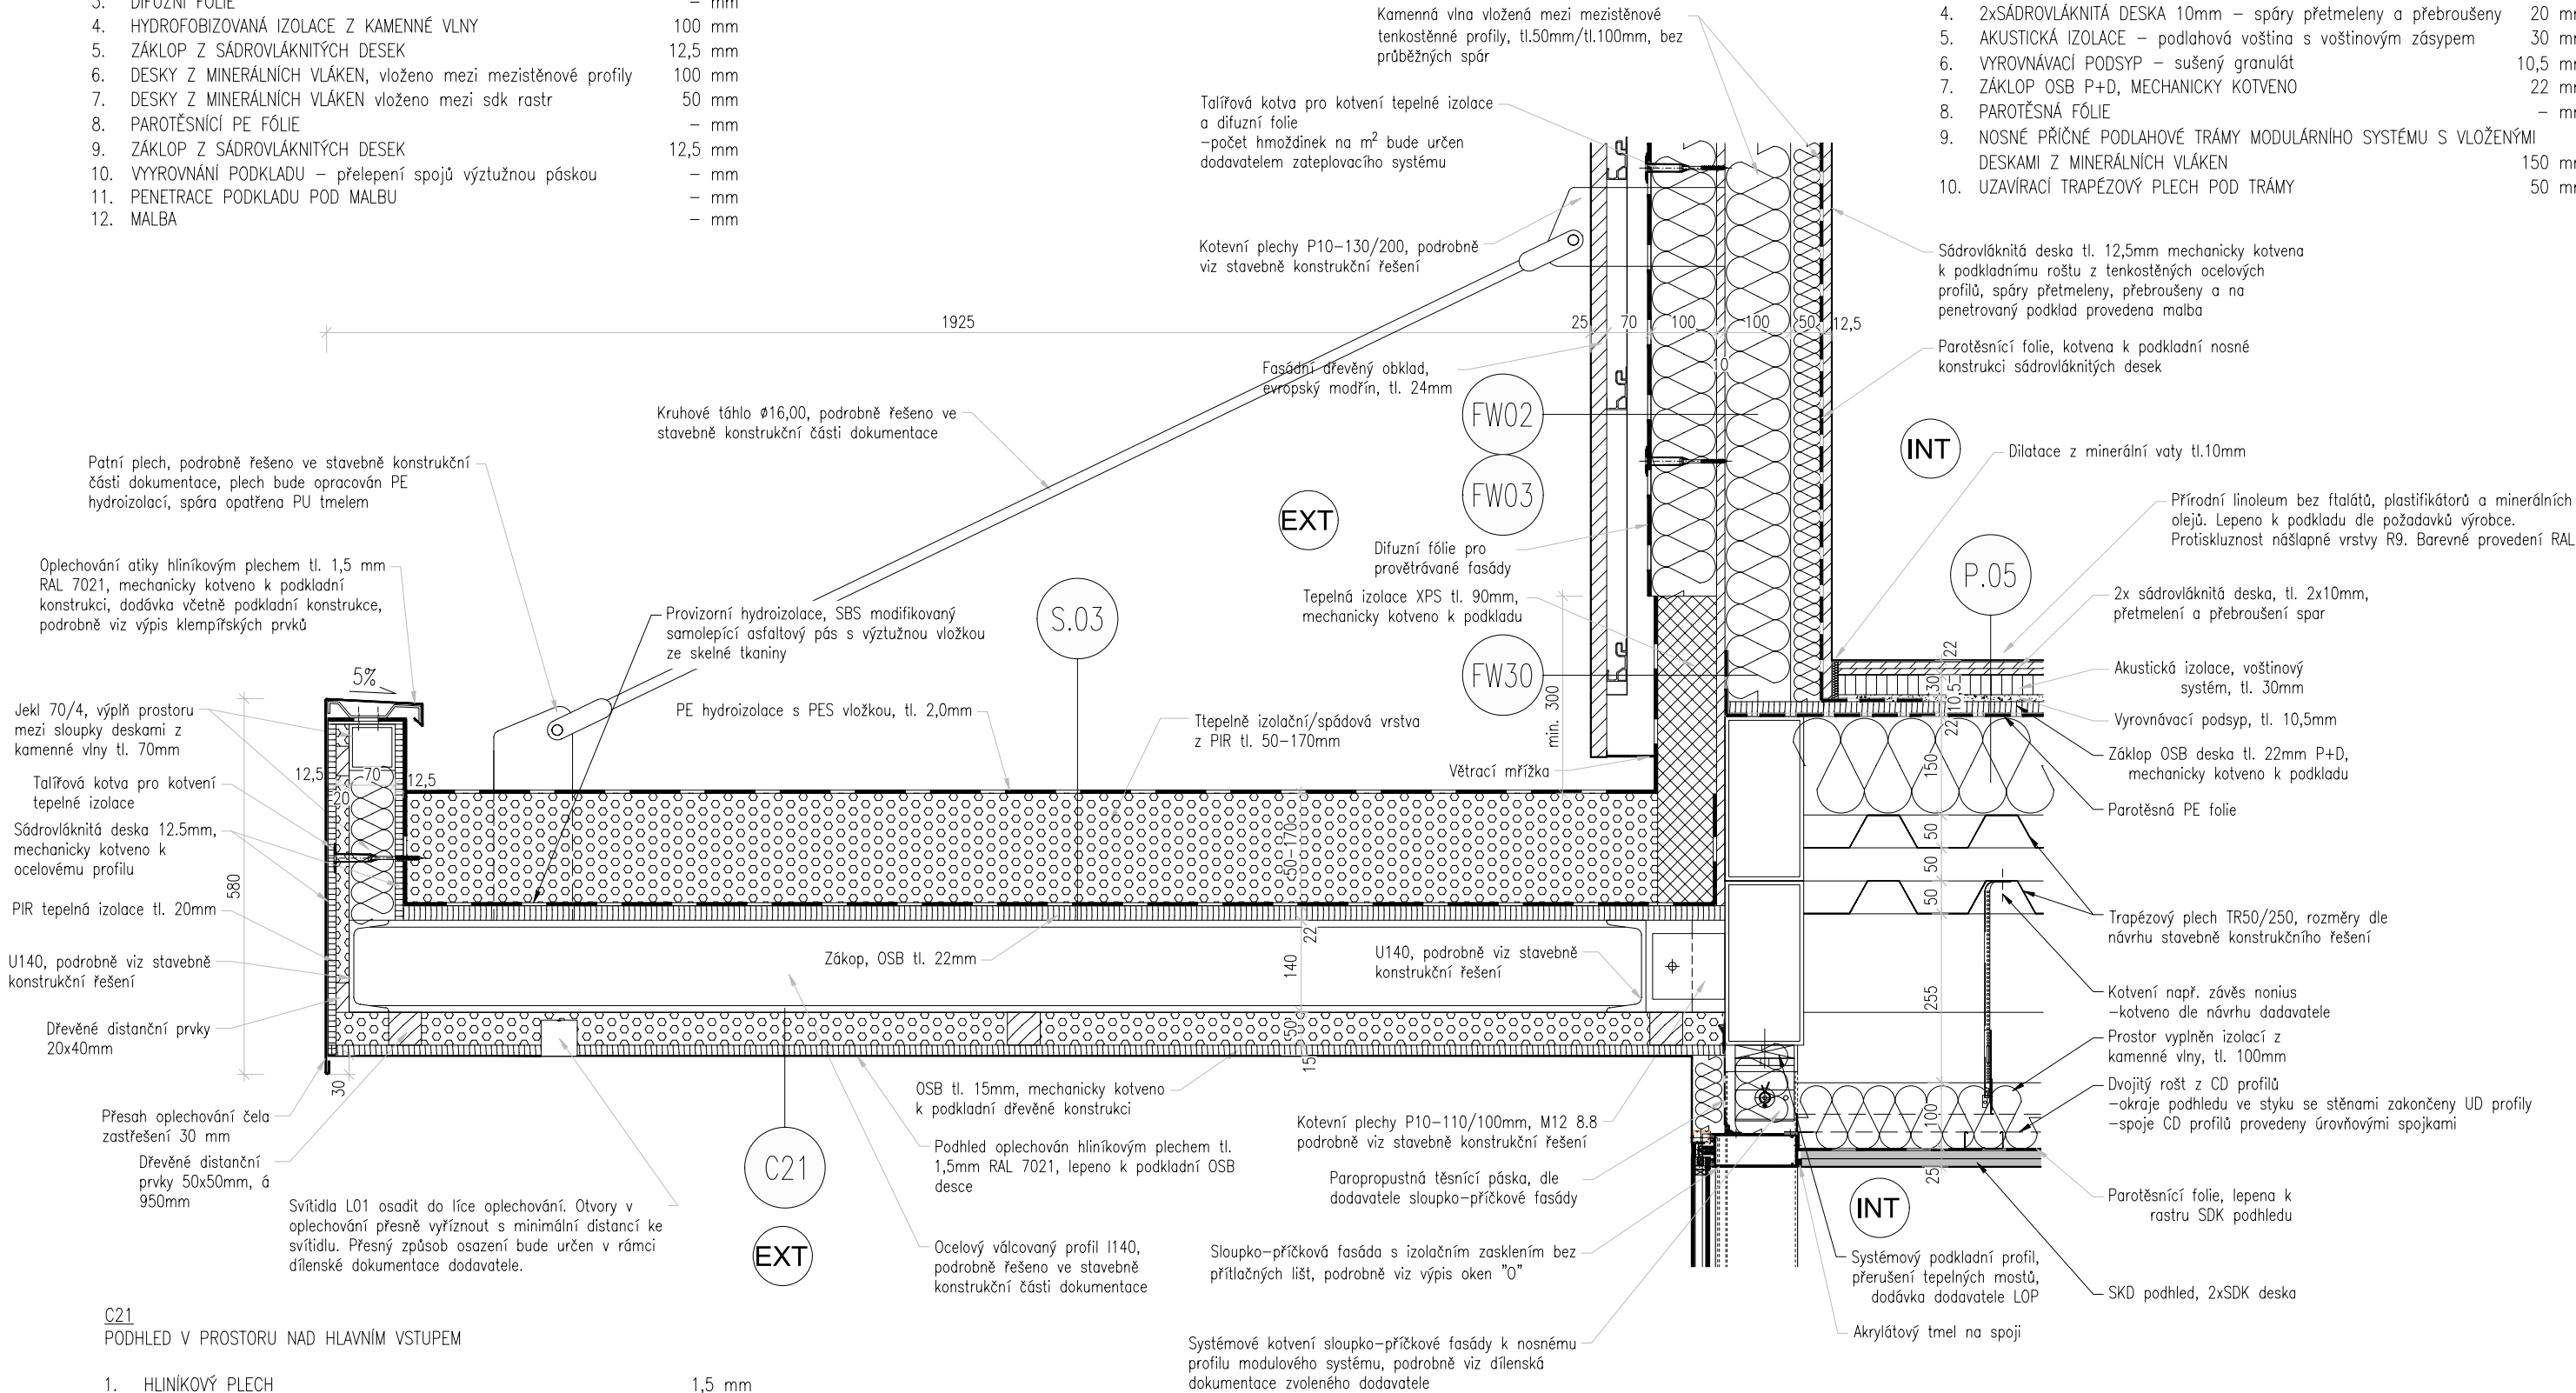 3. DIFUZNÍ FÓLIE – mm
4. HYDROFOBIZOVANÁ IZOLACE Z KAMENNÉ VLNY 100 mm
5. ZÁKLOP Z SÁDROVLÁKNITÝCH DESEK 12,5 mm
6. DESKY Z MINERÁLNÍCH VLÁKEN, vloženo mezi mezistěnové profily 100 mm
7. DESKY Z MINERÁLNÍCH VLÁKEN vloženo mezi sdk rastr 50 mm
8. PAROTĚSNÍCÍ PE FÓLIE – mm
9. ZÁKLOP Z SÁDROVLÁKNITÝCH DESEK 12,5 mm
10. VYYROVNÁNÍ PODKLADU – přelepení spojů výztužnou páskou – mm
11. PENETRACE PODKLADU POD MALBU – mm
12. MALBA – mm
Kamenná vlna vložená mezi mezistěnové
tenkostěnné profily, tl.50mm/tl.100mm, bez
průběžných spár
Talířová kotva pro kotvení tepelné izolace
a difuzní folie
–počet hmoždinek na m² bude určen
dodavatelem zateplovacího systému
Kotevní plechy P10–130/200, podrobně
viz stavebně konstrukční řešení
4. 2xSÁDROVLÁKNITÁ DESKA 10mm – spáry přetmeleny a přebroušeny 20 mm
5. AKUSTICKÁ IZOLACE – podlahová voština s voštinovým zásypem 30 mm
6. VYROVNÁVACÍ PODSYP – sušený granulát 10,5 mm
7. ZÁKLOP OSB P+D, MECHANICKY KOTVENO 22 mm
8. PAROTĚSNÁ FÓLIE – mm
9. NOSNÉ PŘÍČNÉ PODLAHOVÉ TRÁMY MODULÁRNÍHO SYSTÉMU S VLOŽENÝMI
DESKAMI Z MINERÁLNÍCH VLÁKEN 150 mm
10. UZAVÍRACÍ TRAPÉZOVÝ PLECH POD TRÁMY 50 mm
Sádrovláknitá deska tl. 12,5mm mechanicky kotvena
k podkladnímu roštu z tenkostěných ocelových
profilů, spáry přetmeleny, přebroušeny a na
penetrovaný podklad provedena malba
Parotěsnící folie, kotvena k podkladní nosné
konstrukci sádrovláknitých desek
1925
25 70 100 100 50 12,5
10
Fasádní dřevěný obklad,
evropský modřín, tl. 24mm
FW02
FW03
FW30
EXT
INT
Kruhové táhlo ø16,00, podrobně řešeno ve
stavebně konstrukční části dokumentace
Patní plech, podrobně řešeno ve stavebně konstrukční
části dokumentace, plech bude opracován PE
hydroizolací, spára opatřena PU tmelem
Oplechování atiky hliníkovým plechem tl. 1,5 mm
RAL 7021, mechanicky kotveno k podkladní
konstrukci, dodávka včetně podkladní konstrukce,
podrobně viz výpis klempířských prvků
Provizorní hydroizolace, SBS modifikovaný
samolepící asfaltový pás s výztužnou vložkou
ze skelné tkaniny
S.03
Difuzní fólie pro
provětrávané fasády
Tepelná izolace XPS tl. 90mm,
mechanicky kotveno k podkladu
min. 300
Dilatace z minerální vaty tl.10mm
Přírodní linoleum bez ftalátů, plastifikátorů a minerálních
olejů. Lepeno k podkladu dle požadavků výrobce.
Protiskluznost nášlapné vrstvy R9. Barevné provedení RAL
P.05
2x sádrovláknitá deska, tl. 2x10mm,
přetmelení a přebroušení spar
Akustická izolace, voštinový
systém, tl. 30mm
Vyrovnávací podsyp, tl. 10,5mm
Záklop OSB deska tl. 22mm P+D,
mechanicky kotveno k podkladu
Parotěsná PE folie
22
30
10,5
22
150
50
50
50
255
100
25
5%
Jekl 70/4, výplň prostoru
mezi sloupky deskami z
kamenné vlny tl. 70mm
12,5 70 12,5
20
Talířová kotva pro kotvení
tepelné izolace
Sádrovláknitá deska 12.5mm,
mechanicky kotveno k
ocelovému profilu
580
PIR tepelná izolace tl. 20mm
U140, podrobně viz stavebně
konstrukční řešení
Dřevěné distanční prvky
20x40mm
PE hydroizolace s PES vložkou, tl. 2,0mm
Ttepelně izolační/spádová vrstva
z PIR tl. 50–170mm
Větrací mřížka
50–170
22
140
50
15
Zákop, OSB tl. 22mm
U140, podrobně viz stavebně
konstrukční řešení
Trapézový plech TR50/250, rozměry dle
návrhu stavebně konstrukčního řešení
Kotvení např. závěs nonius
–kotveno dle návrhu dadavatele
Prostor vyplněn izolací z
kamenné vlny, tl. 100mm
Dvojitý rošt z CD profilů
–okraje podhledu ve styku se stěnami zakončeny UD profily
–spoje CD profilů provedeny úrovňovými spojkami
Parotěsnící folie, lepena k
rastru SDK podhledu
SKD podhled, 2xSDK deska
30
Přesah oplechování čela
zastřešení 30 mm
Dřevěné distanční
prvky 50x50mm, á
950mm
Svítidla L01 osadit do líce oplechování. Otvory v
oplechování přesně vyříznout s minimální distancí ke
svítidlu. Přesný způsob osazení bude určen v rámci
dílenské dokumentace dodavatele.
C21
EXT
OSB tl. 15mm, mechanicky kotveno
k podkladní dřevěné konstrukci
Podhled oplechován hliníkovým plechem tl.
1,5mm RAL 7021, lepeno k podkladní OSB
desce
Ocelový válcovaný profil I140,
podrobně řešeno ve stavebně
konstrukční části dokumentace
Kotevní plechy P10–110/100mm, M12 8.8
podrobně viz stavebně konstrukční řešení
Paropropustná těsnící páska, dle
dodavatele sloupko–příčkové fasády
Sloupko–příčková fasáda s izolačním zasklením bez
přítlačných lišt, podrobně viz výpis oken "O"
Systémové kotvení sloupko–příčkové fasády k nosnému
profilu modulového systému, podrobně viz dílenská
dokumentace zvoleného dodavatele
INT
Systémový podkladní profil,
přerušení tepelných mostů,
dodávka dodavatele LOP
Akrylátový tmel na spoji
C21
PODHLED V PROSTORU NAD HLAVNÍM VSTUPEM
1. HLINÍKOVÝ PLECH 1,5 mm